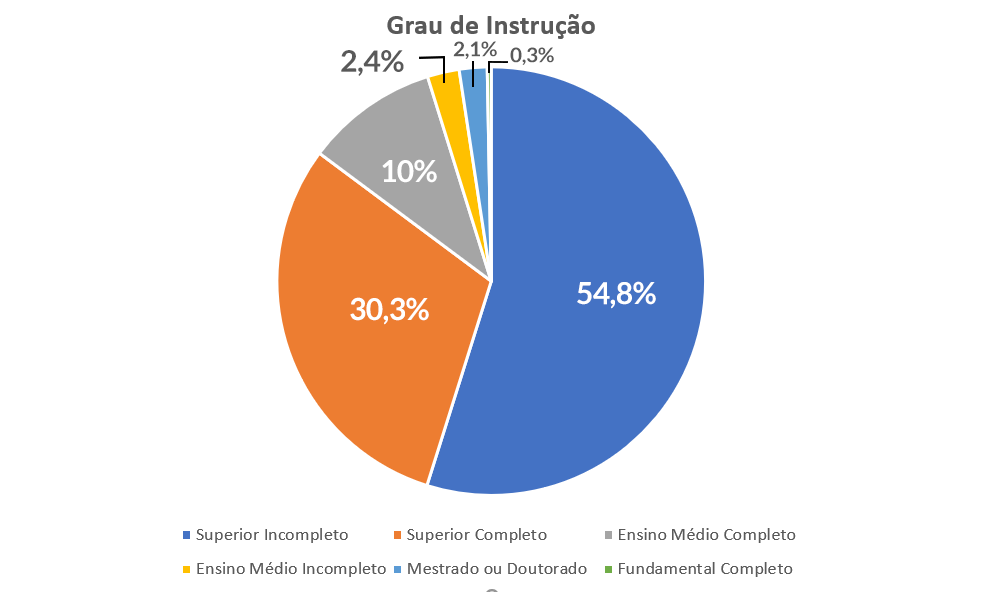 Grau de Instrução
2,4%
2,1%
0,3%
10%
54,8%
30,3%
Superior Incompleto
Superior Completo
Ensino Médio Completo
Ensino Médio Incompleto
Mestrado ou Doutorado
Fundamental Completo